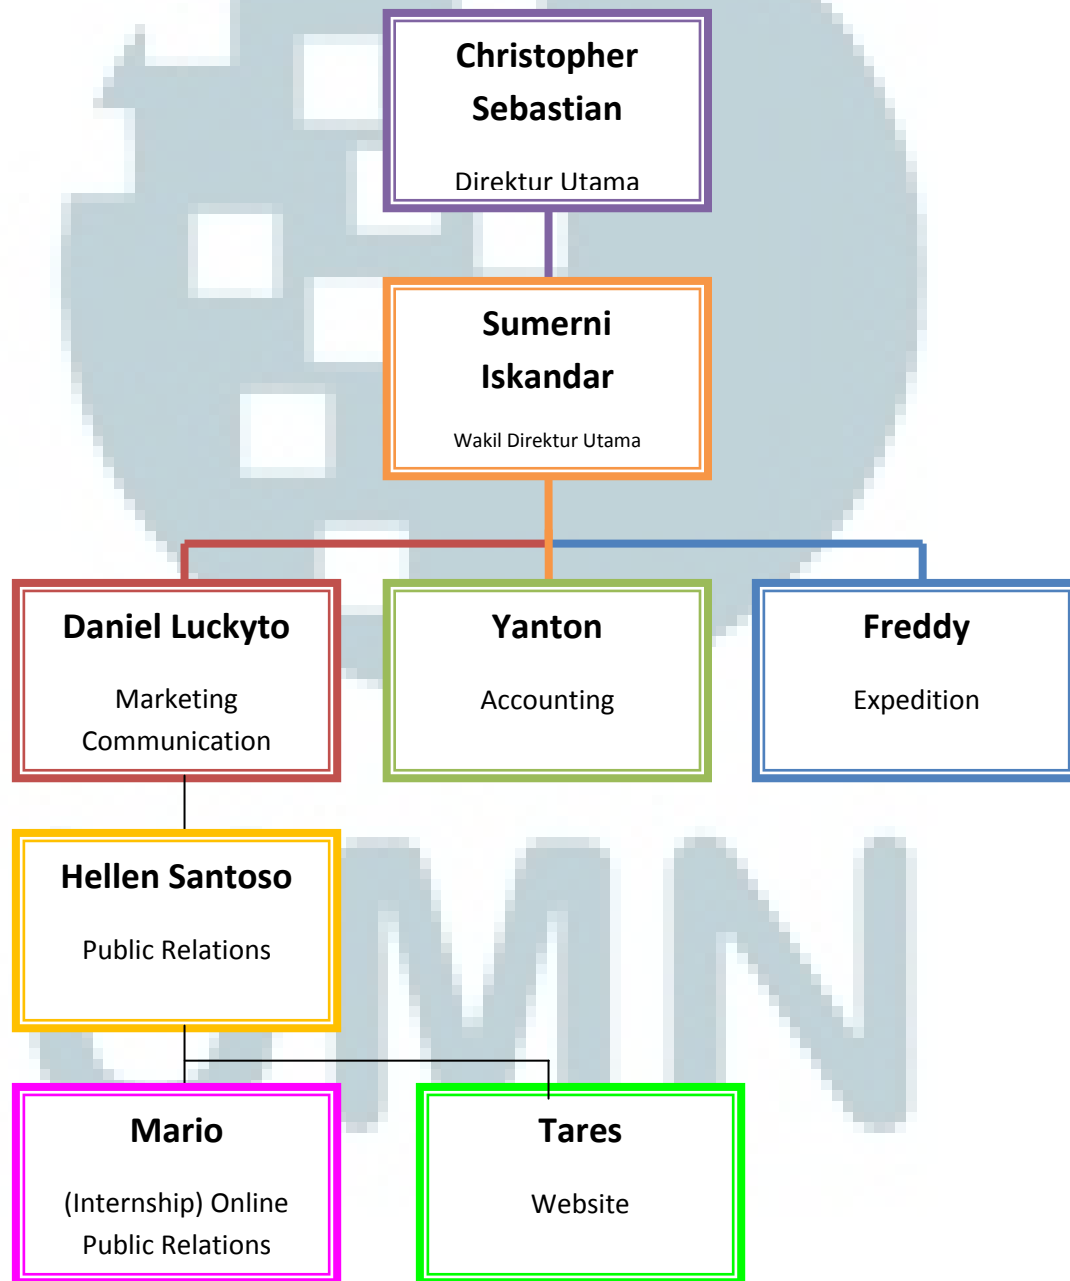 Christopher
Sebastian
Direktur Utama
Sumerni
Iskandar
Wakil Direktur Utama
Daniel Luckyto
Marketing
Communication
Yanton
Accounting
Freddy
Expedition
Hellen Santoso
Public Relations
UMN
Mario
(Internship) Online
Public Relations
Tares
Website